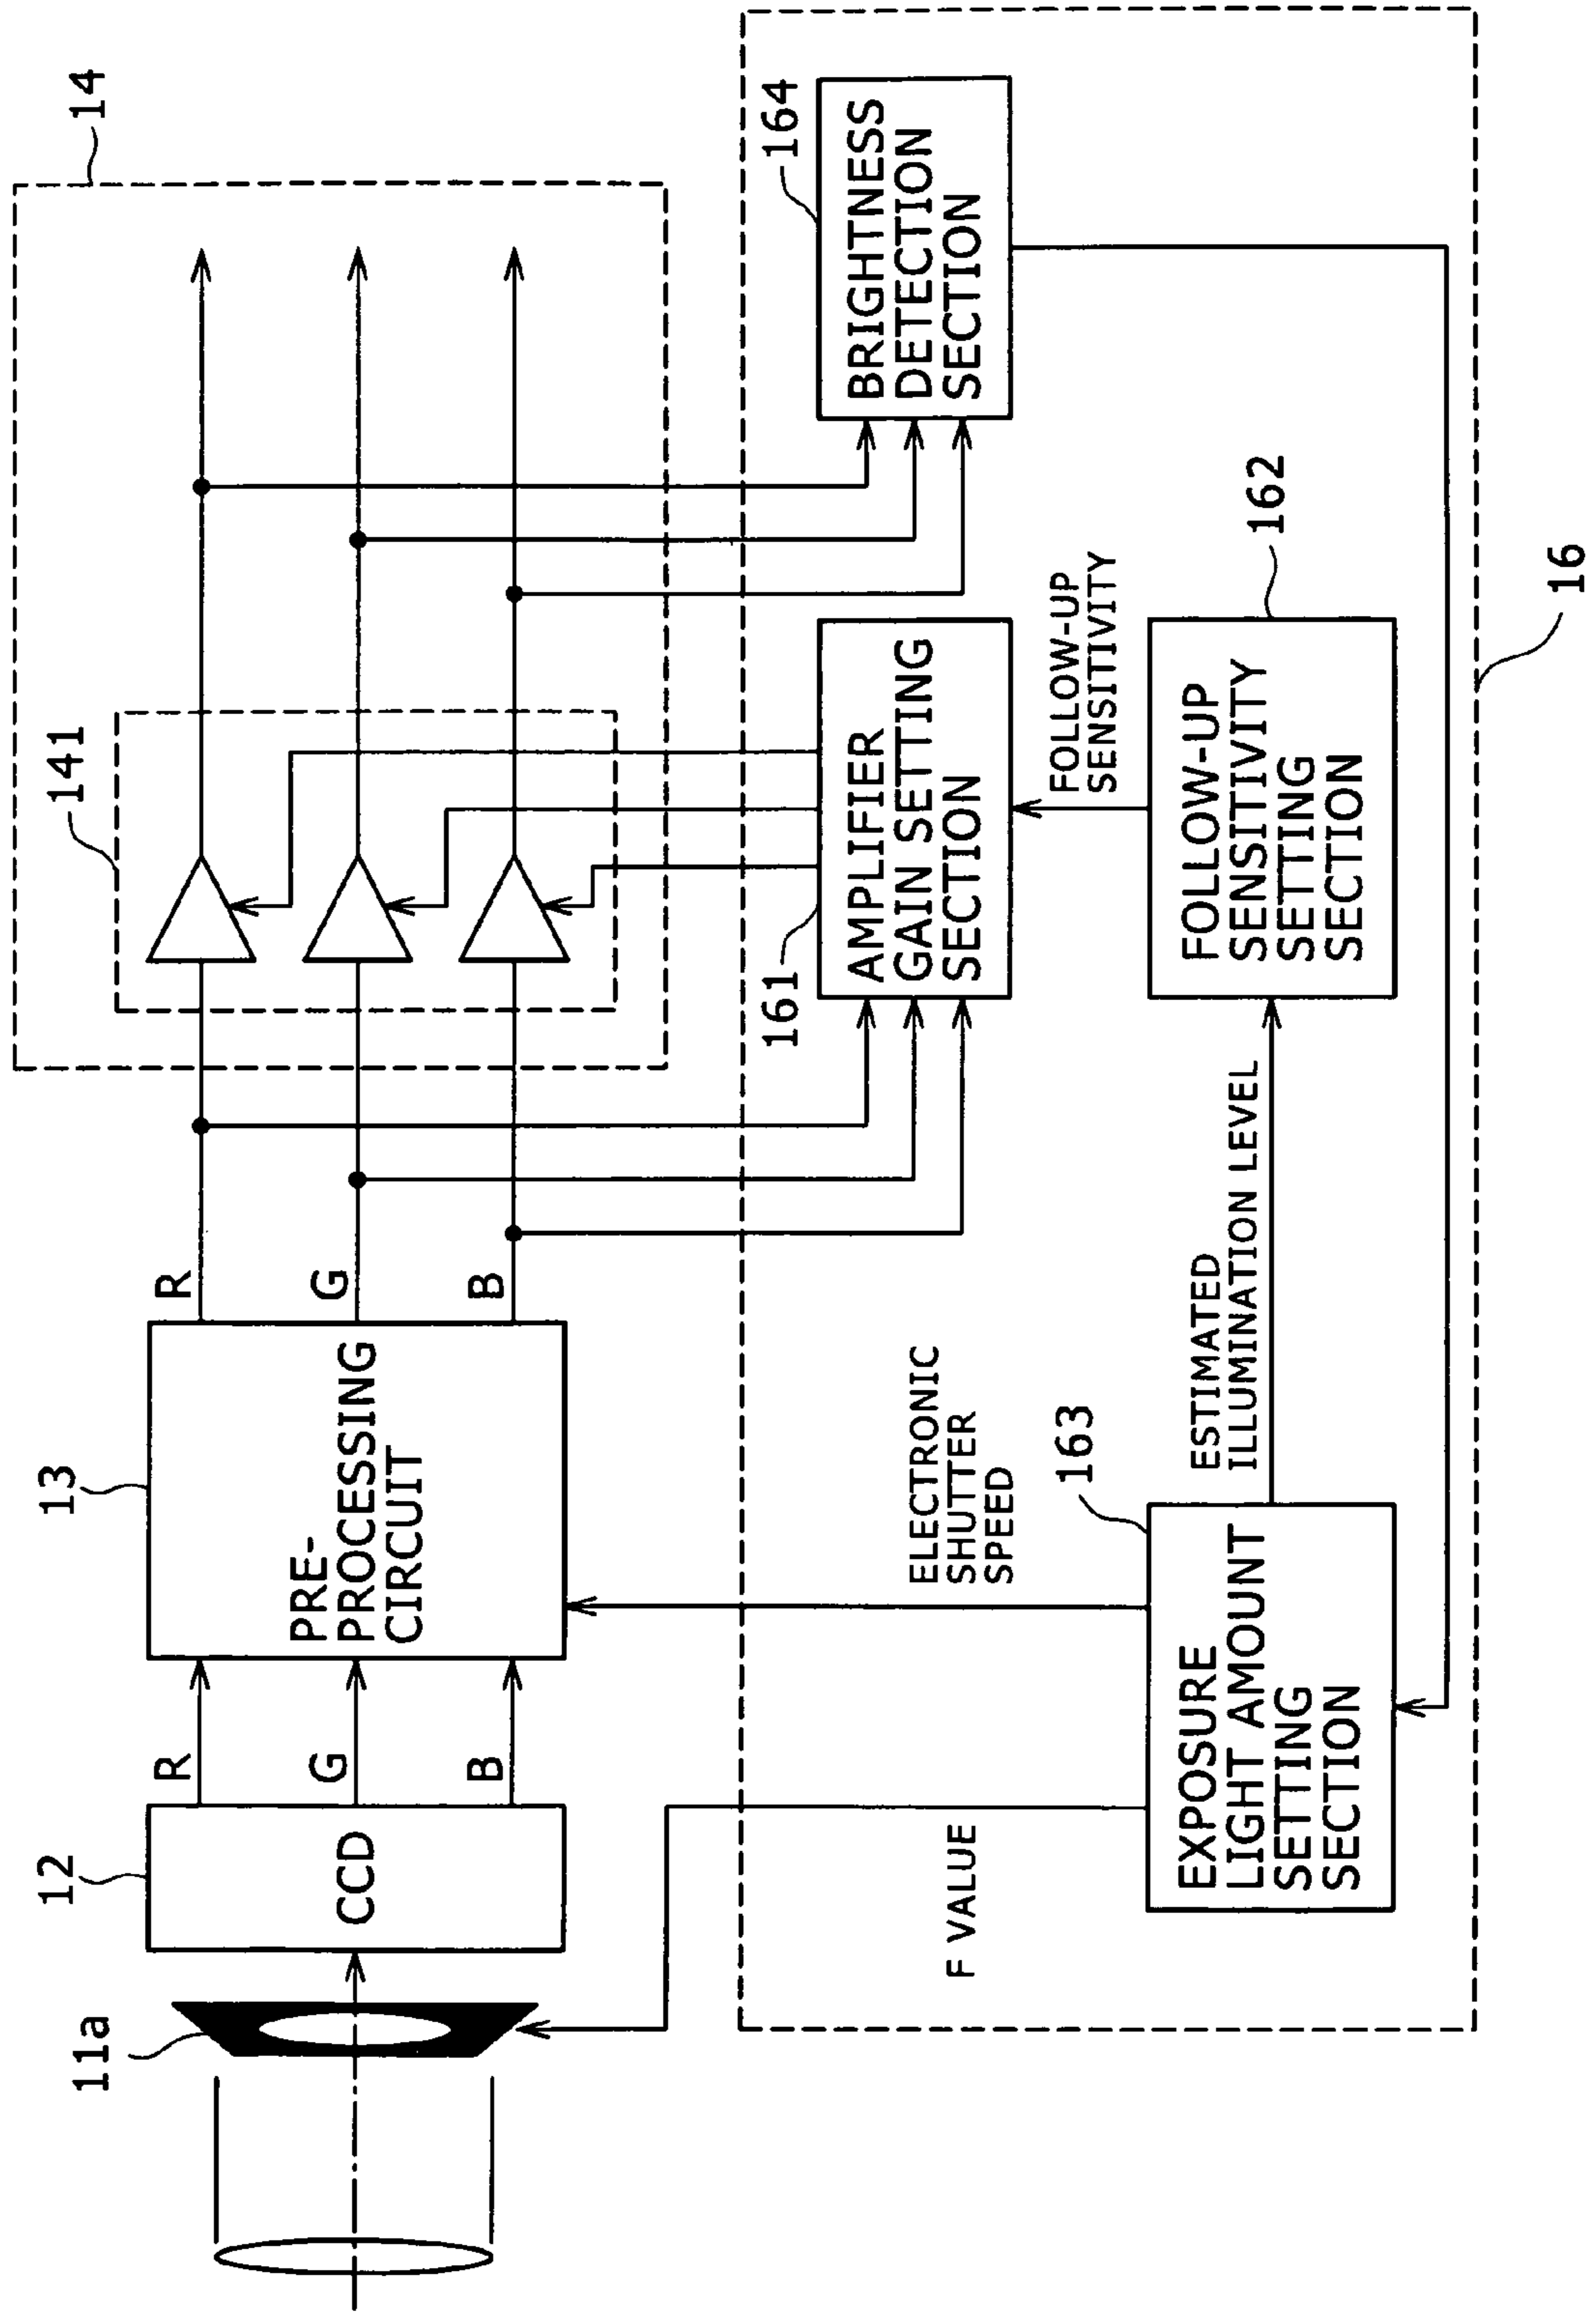 14
141
13
12
11a
R
G
B
R
G
B
CCD
PRE-
PROCESSING
CIRCUIT
164
BRIGHTNESS
DETECTION
SECTION
161
AMPLIFIER
GAIN SETTING
SECTION
FOLLOW-UP
SENSITIVITY
162
FOLLOW-UP
SENSITIVITY
SETTING
SECTION
ELECTRONIC
SHUTTER
SPEED
F VALUE
163
EXPOSURE
LIGHT AMOUNT
SETTING
SECTION
ESTIMATED
ILLUMINATION LEVEL
16